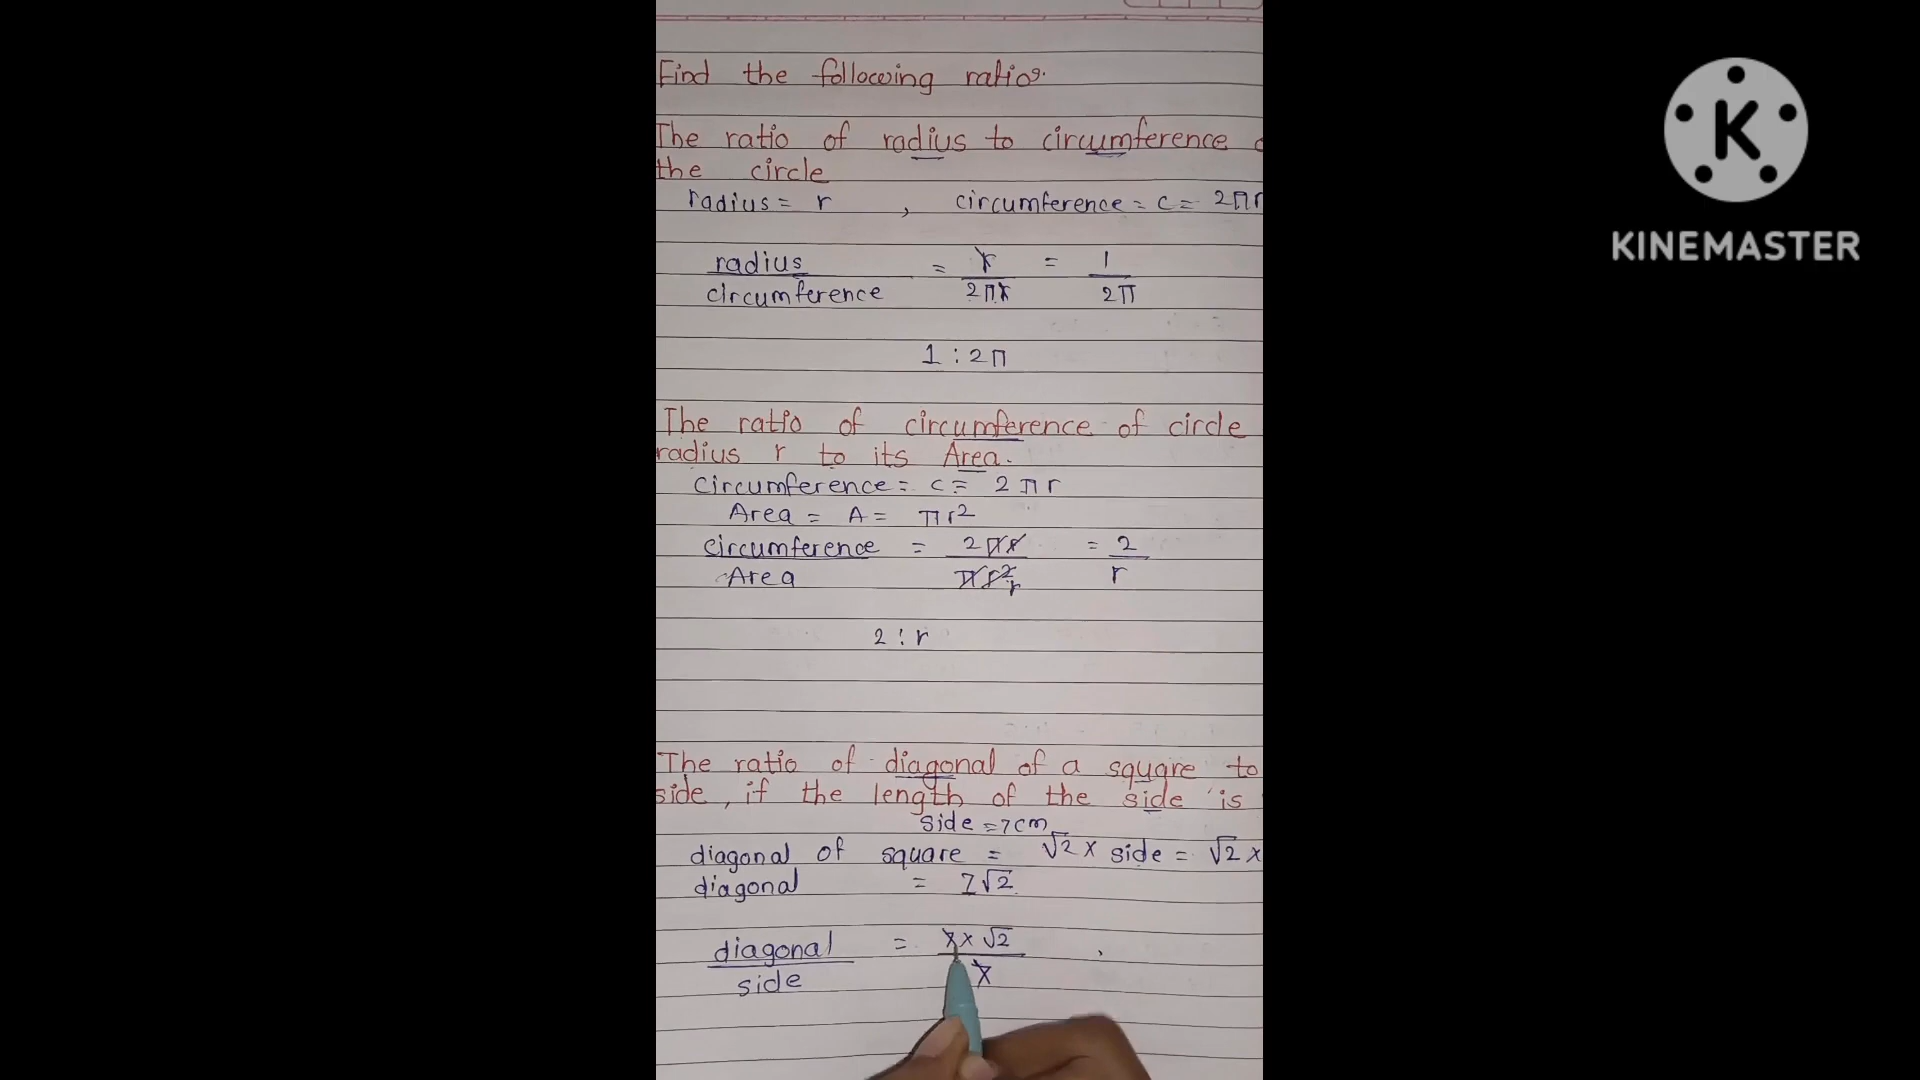 Find the following ratios.
The ratio of radius to circumference
the circle
radius = r , circumference = c = 2πr
radius / circumference = r / 2πr = 1 / 2π
1 : 2π
The ratio of circumference of circle
radius r to its Area.
circumference = c = 2πr
Area = A = πr²
circumference / Area = 2πr / πr² r = 2 / r
2 : r
The ratio of diagonal of a square to
side, if the length of the side is
side = 7cm
diagonal of square = √2 × side = √2 ×
diagonal = 7√2
diagonal / side = 7 × √2 / 7
K
KINEMASTER